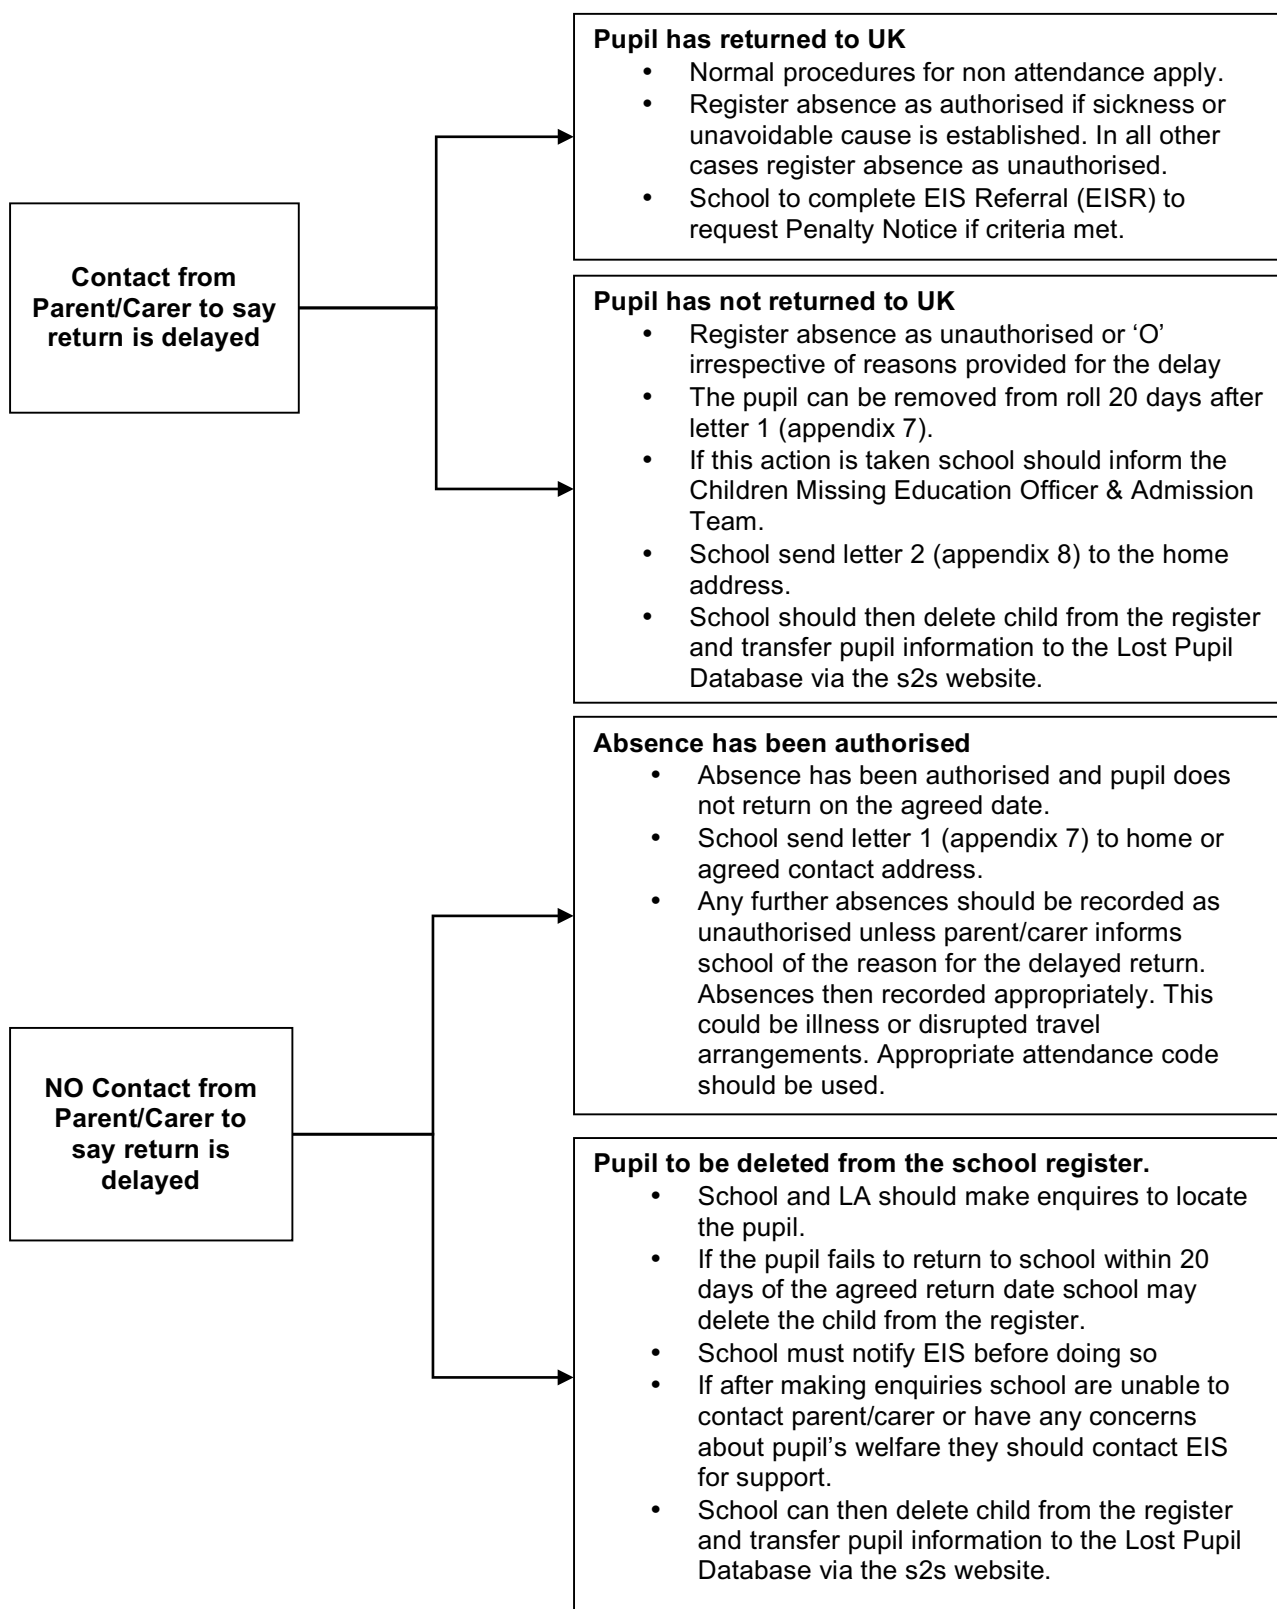 Contact from
Parent/Carer to say
return is delayed
Pupil has returned to UK
• Normal procedures for non attendance apply.
• Register absence as authorised if sickness or
unavoidable cause is established. In all other
cases register absence as unauthorised.
• School to complete EIS Referral (EISR) to
request Penalty Notice if criteria met.
Pupil has not returned to UK
• Register absence as unauthorised or ‘O’
irrespective of reasons provided for the delay
• The pupil can be removed from roll 20 days after
letter 1 (appendix 7).
• If this action is taken school should inform the
Children Missing Education Officer & Admission
Team.
• School send letter 2 (appendix 8) to the home
address.
• School should then delete child from the register
and transfer pupil information to the Lost Pupil
Database via the s2s website.
NO Contact from
Parent/Carer to
say return is
delayed
Absence has been authorised
• Absence has been authorised and pupil does
not return on the agreed date.
• School send letter 1 (appendix 7) to home or
agreed contact address.
• Any further absences should be recorded as
unauthorised unless parent/carer informs
school of the reason for the delayed return.
Absences then recorded appropriately. This
could be illness or disrupted travel
arrangements. Appropriate attendance code
should be used.
Pupil to be deleted from the school register.
• School and LA should make enquires to locate
the pupil.
• If the pupil fails to return to school within 20
days of the agreed return date school may
delete the child from the register.
• School must notify EIS before doing so
• If after making enquiries school are unable to
contact parent/carer or have any concerns
about pupil’s welfare they should contact EIS
for support.
• School can then delete child from the register
and transfer pupil information to the Lost Pupil
Database via the s2s website.